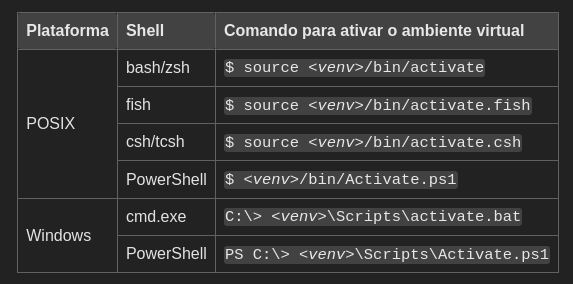 Plataforma Shell Comando para ativar o ambiente virtual
POSIX bash/zsh $ source <venv>/bin/activate
fish $ source <venv>/bin/activate.fish
csh/tcsh $ source <venv>/bin/activate.csh
PowerShell $ <venv>/bin/Activate.ps1
Windows cmd.exe C:\> <venv>\Scripts\activate.bat
PowerShell PS C:\> <venv>\Scripts\Activate.ps1